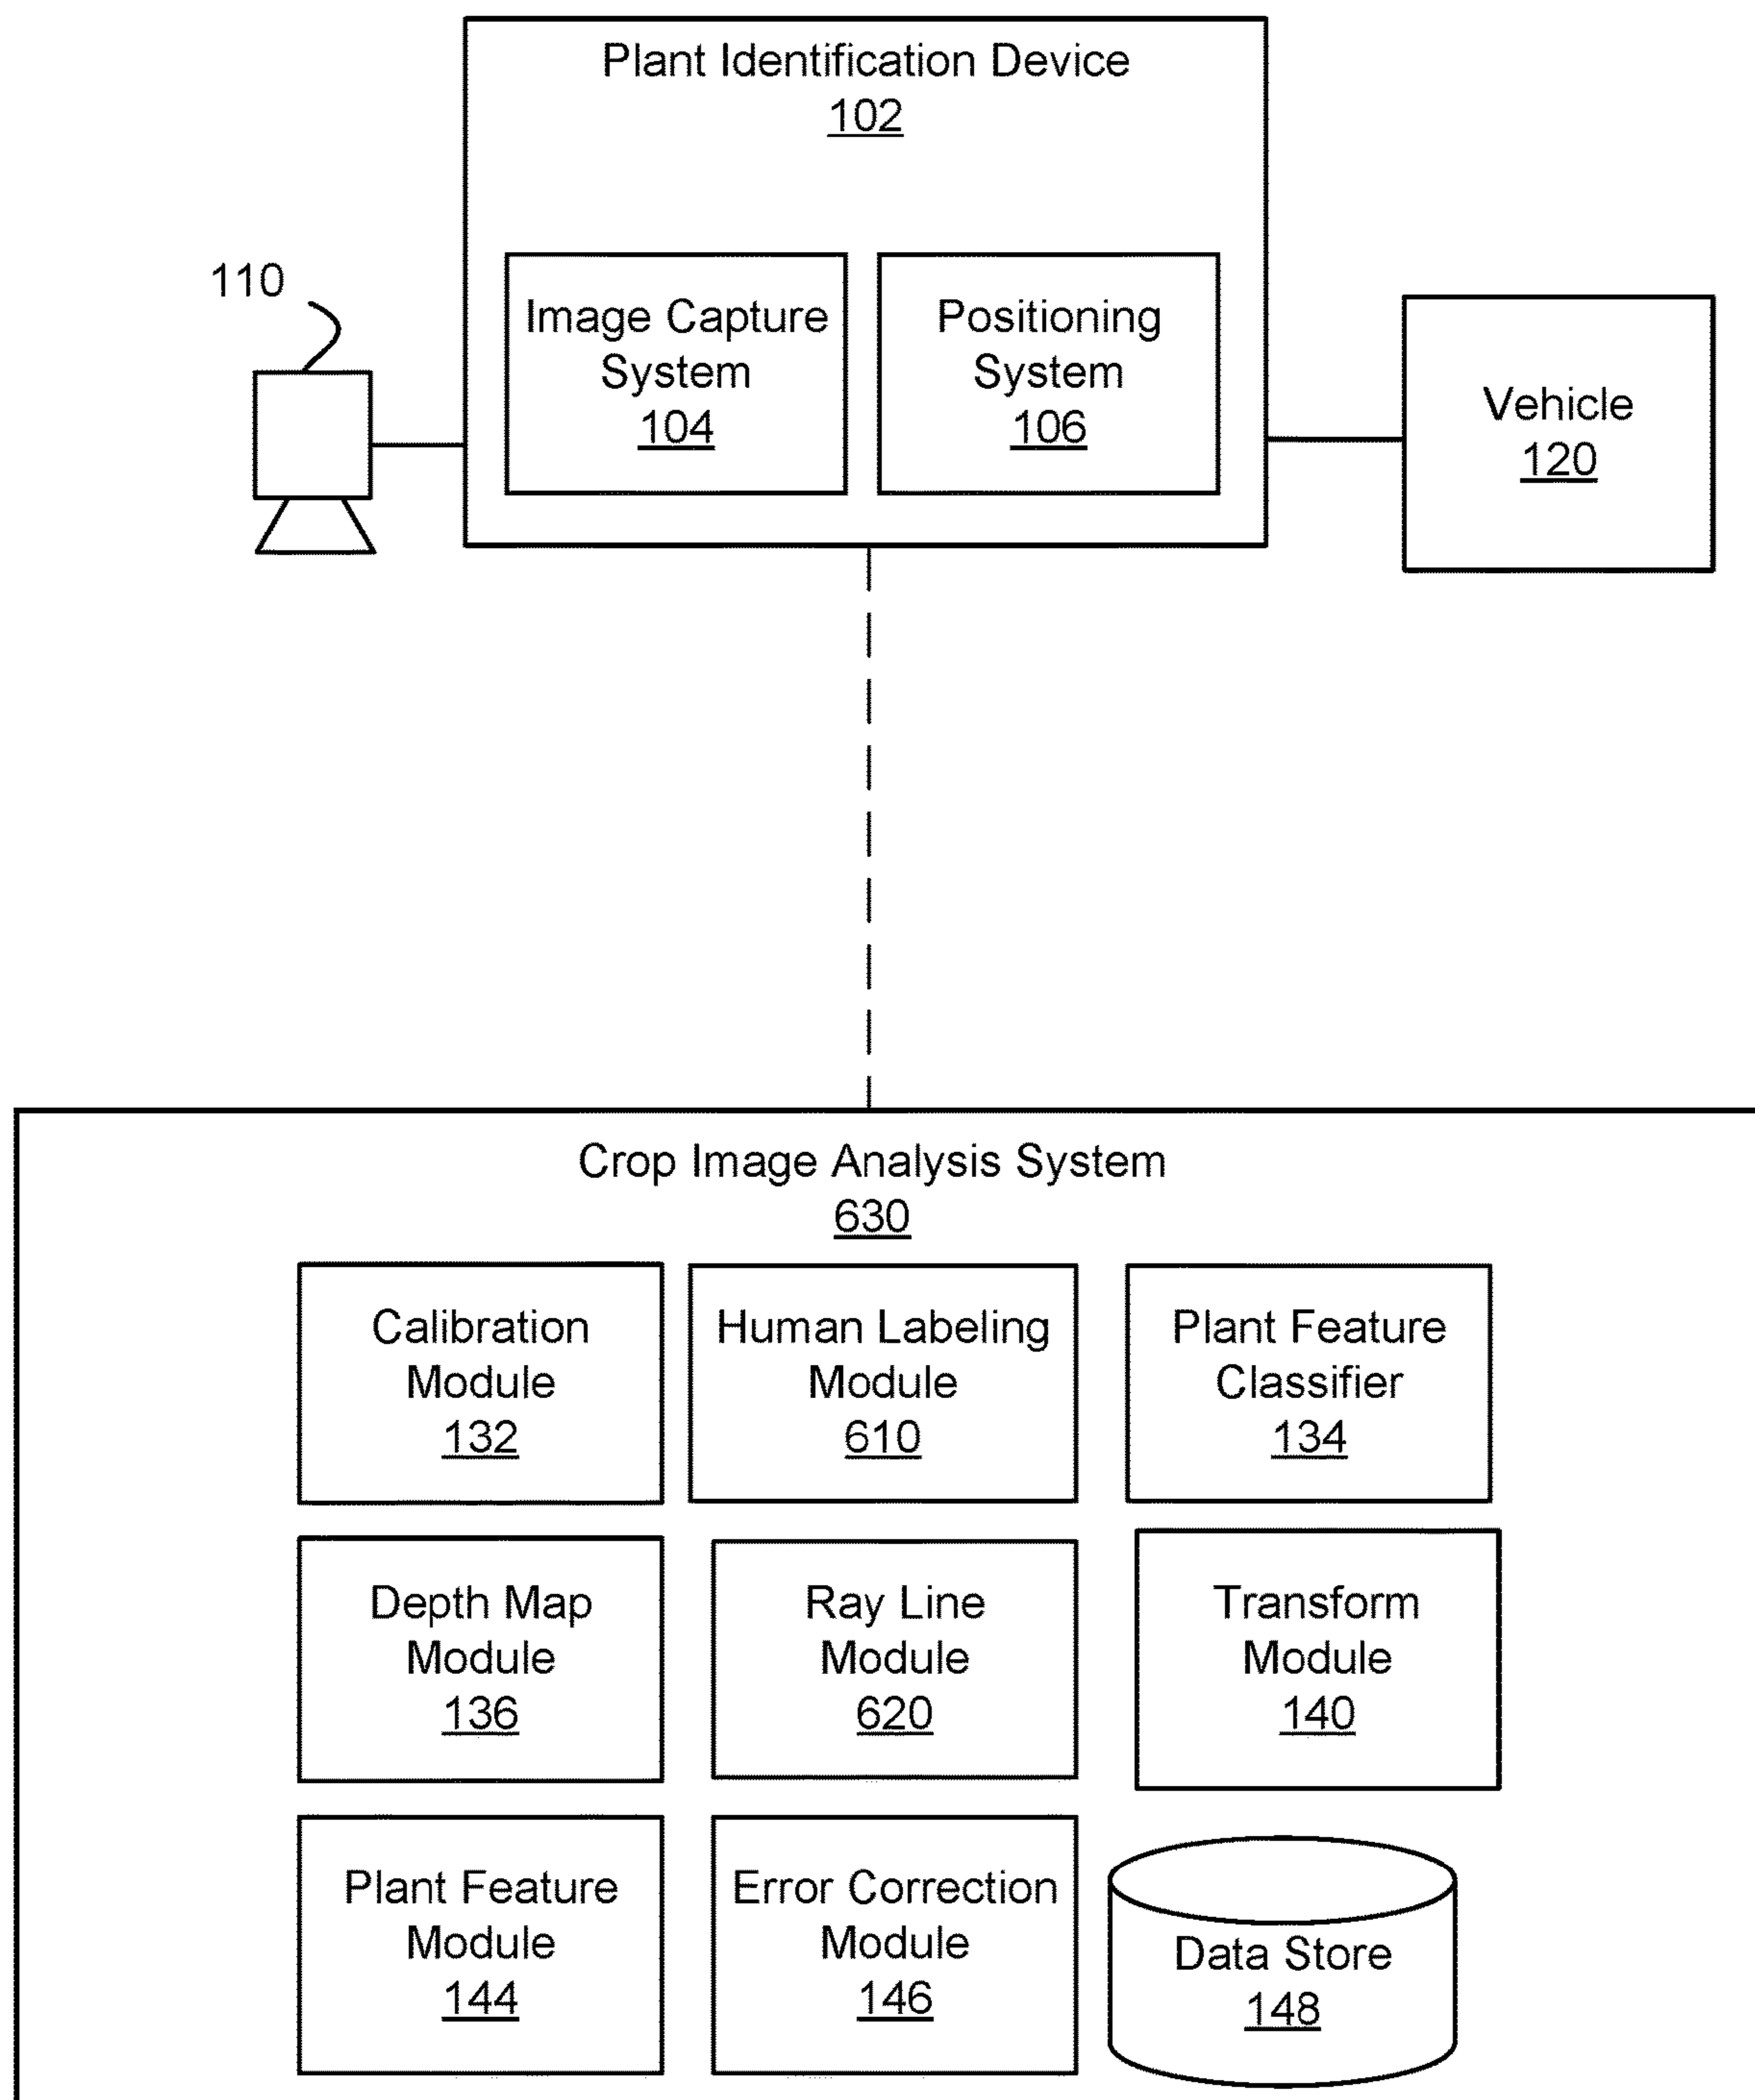 Plant Identification Device
102
110
Image Capture
System
104
Positioning
System
106
Vehicle
120
Crop Image Analysis System
630
Calibration
Module
132
Human Labeling
Module
610
Plant Feature
Classifier
134
Depth Map
Module
136
Ray Line
Module
620
Transform
Module
140
Plant Feature
Module
144
Error Correction
Module
146
Data Store
148